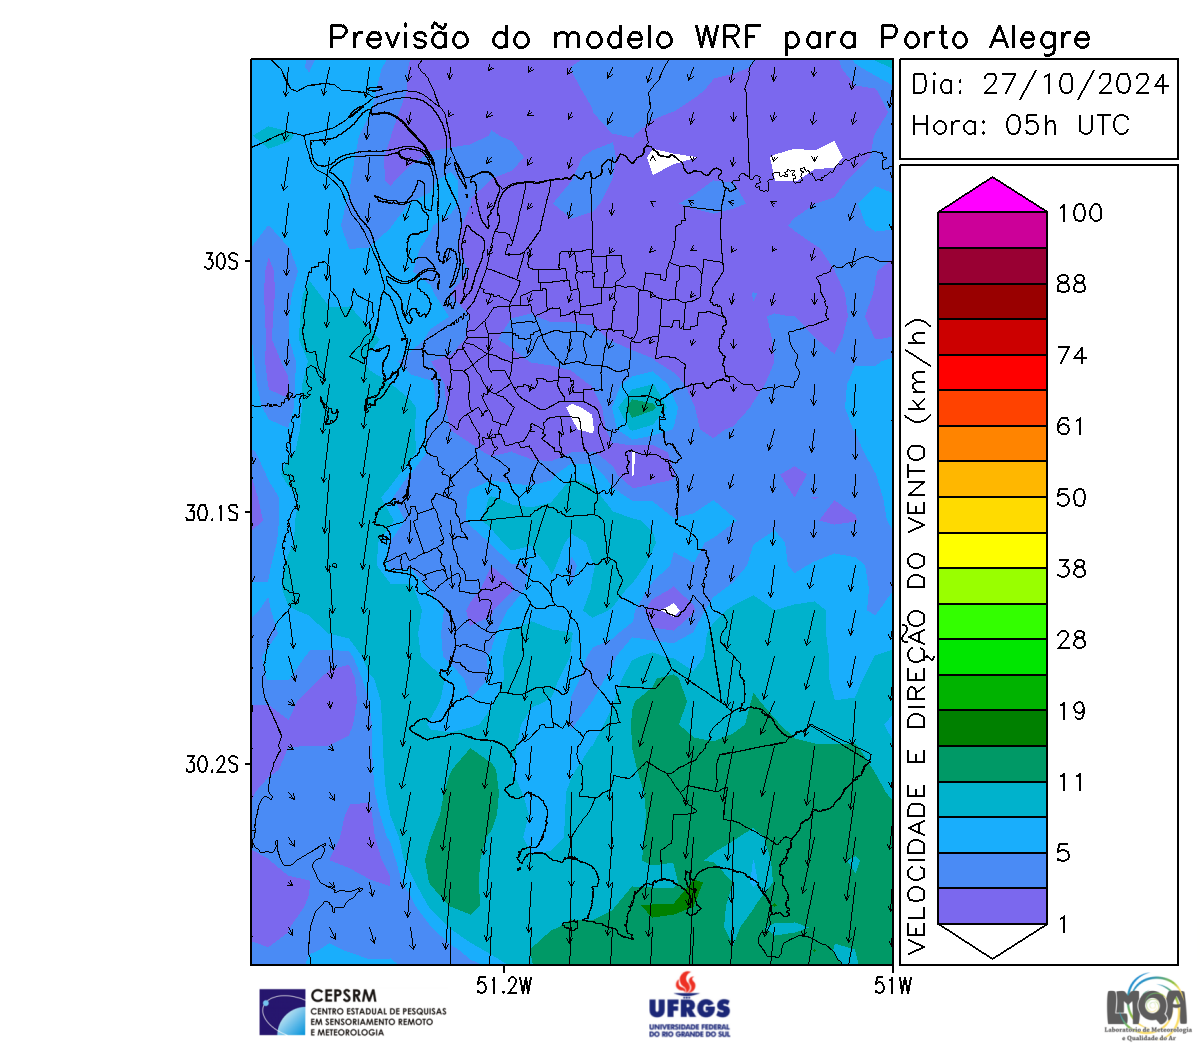 Previsão do modelo WRF para Porto Alegre
Dia: 27/10/2024
Hora: 05h UTC
30S
30.1S
30.2S
51.2W
51W
VELOCIDADE E DIREÇÃO DO VENTO (km/h)
100
88
74
61
50
38
28
19
11
5
1
CEPSRM
CENTRO ESTADUAL DE PESQUISAS
EM SENSORIAMENTO REMOTO
E METEOROLOGIA
UFRGS
UNIVERSIDADE FEDERAL
DO RIO GRANDE DO SUL
LMQA
Laboratório de Meteorologia
e Qualidade do Ar